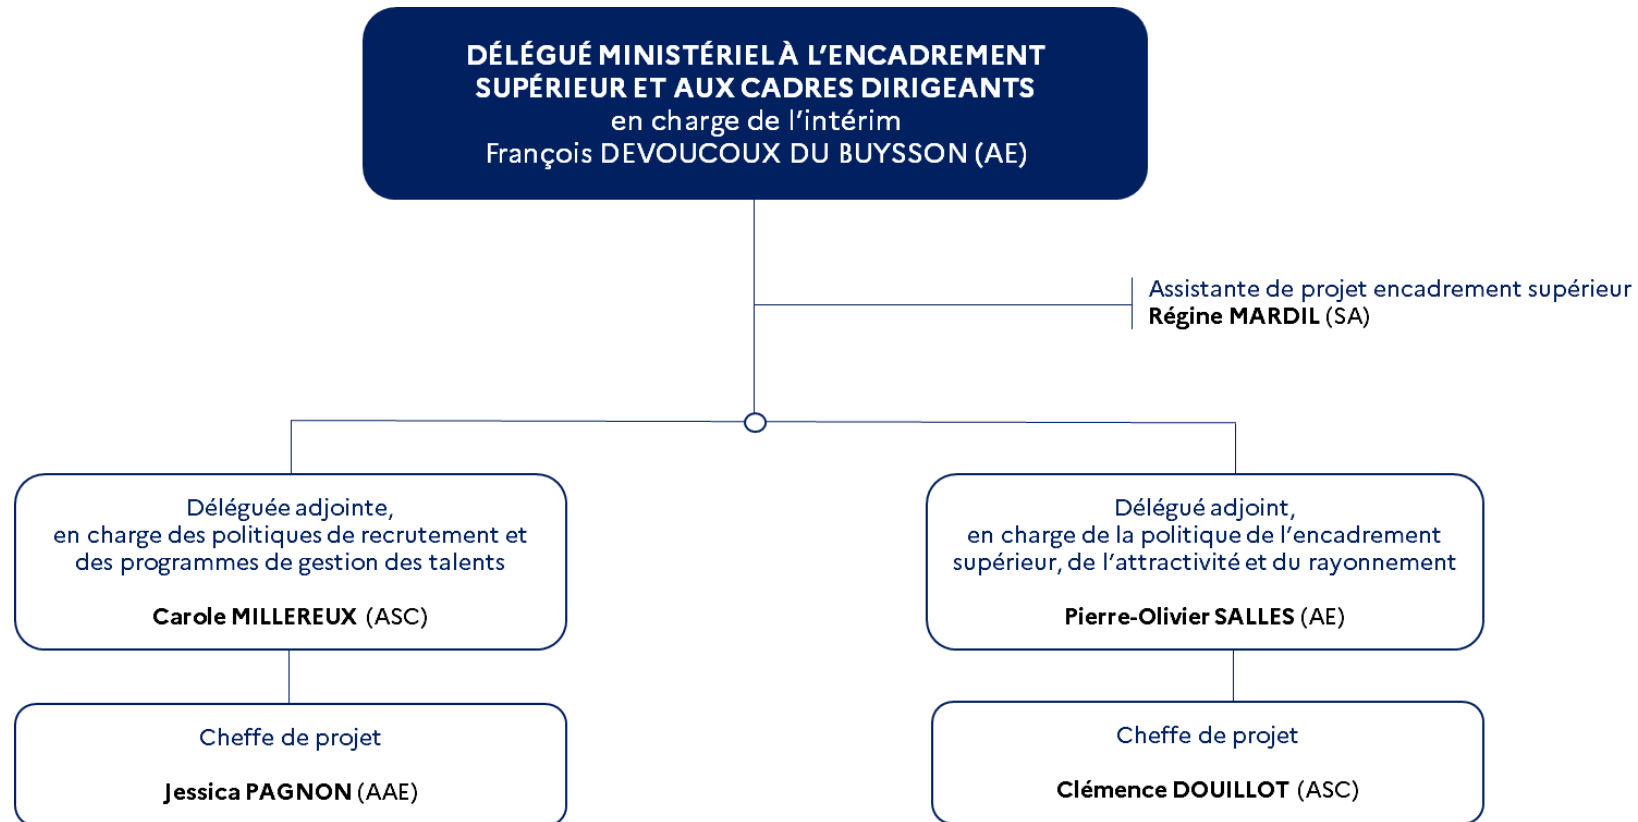 DÉLÉGUÉ MINISTÉRIEL À L'ENCADREMENT
SUPÉRIEUR ET AUX CADRES DIRIGEANTS
en charge de l'intérim
François DEVOUCOUX DU BUYSSON (AE)
Assistante de projet encadrement supérieur
Régine MARDIL (SA)
Déléguée adjointe,
en charge des politiques de recrutement et
des programmes de gestion des talents
Carole MILLEREUX (ASC)
Délégué adjoint,
en charge de la politique de l'encadrement
supérieur, de l'attractivité et du rayonnement
Pierre-Olivier SALLES (AE)
Cheffe de projet
Jessica PAGNON (AAE)
Cheffe de projet
Clémence DOUILLOT (ASC)